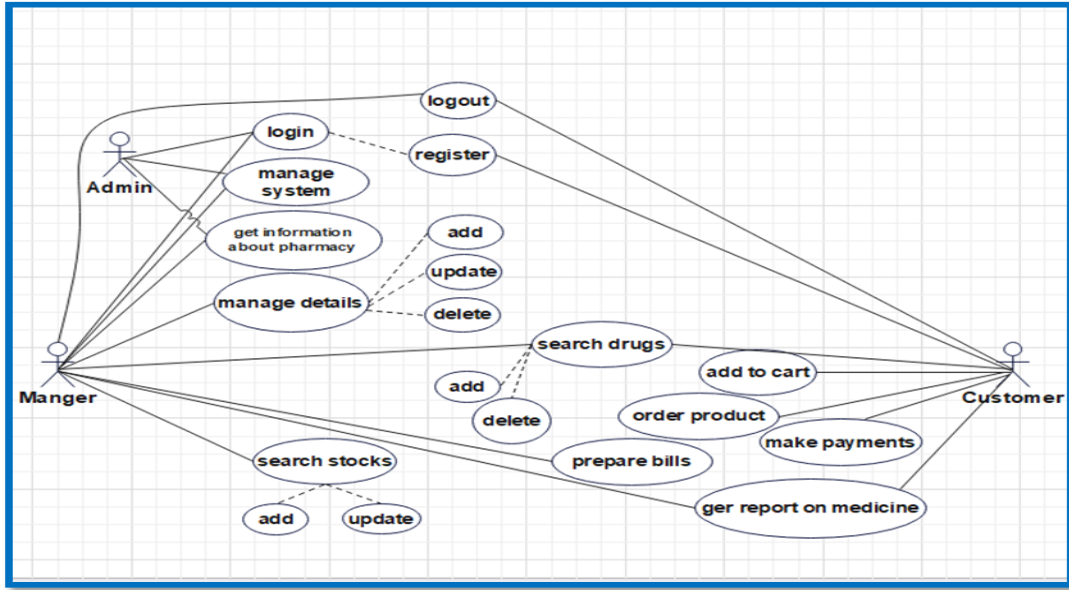 logout
login
register
Admin
manage
system
get information
about pharmacy
add
update
manage details
delete
search drugs
add to cart
add
Manger
Customer
order product
delete
make payments
search stocks
prepare bills
ger report on medicine
add
update